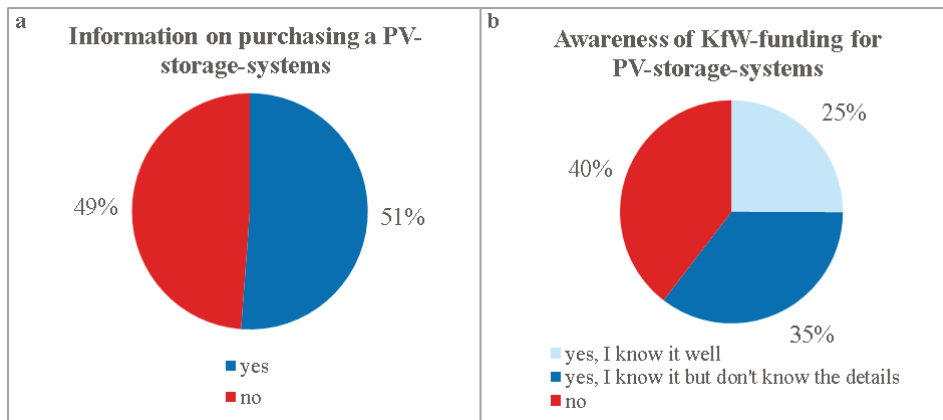 a
Information on purchasing a PV-
storage-systems
49%
51%
yes
no
b
Awareness of KfW-funding for
PV-storage-systems
25%
40%
35%
yes, I know it well
yes, I know it but don't know the details
no